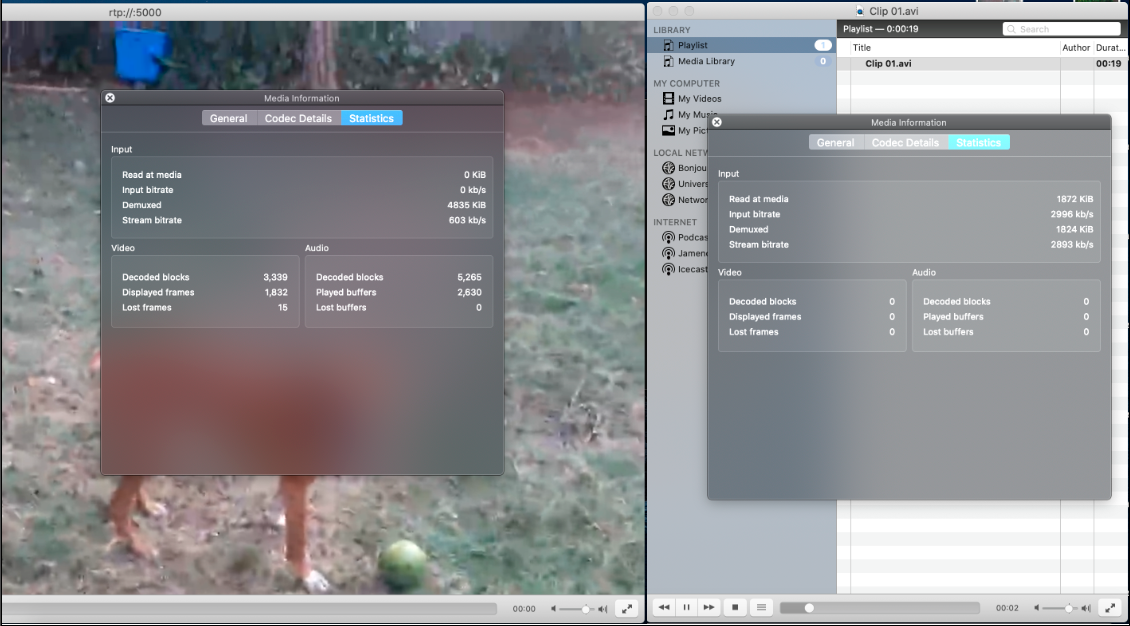 rtp://:5000
Media Information
General Codec Details Statistics
Input
Read at media 0 KiB
Input bitrate 0 kb/s
Demuxed 4835 KiB
Stream bitrate 603 kb/s
Video Audio
Decoded blocks 3,339 Decoded blocks 5,265
Displayed frames 1,832 Played buffers 2,630
Lost frames 15 Lost buffers 0
00:00
Clip 01.avi
LIBRARY
Playlist 1
Media Library 0
MY COMPUTER
My Videos
My Music
My Pic
LOCAL NETW
Bonjou
Univers
Networ
INTERNET
Podcas
Jamen
Icecast
Playlist — 0:00:19 Search
Title Author Durat...
Clip 01.avi 00:19
Media Information
General Codec Details Statistics
Input
Read at media 1872 KiB
Input bitrate 2996 kb/s
Demuxed 1824 KiB
Stream bitrate 2893 kb/s
Video Audio
Decoded blocks 0 Decoded blocks 0
Displayed frames 0 Played buffers 0
Lost frames 0 Lost buffers 0
00:02